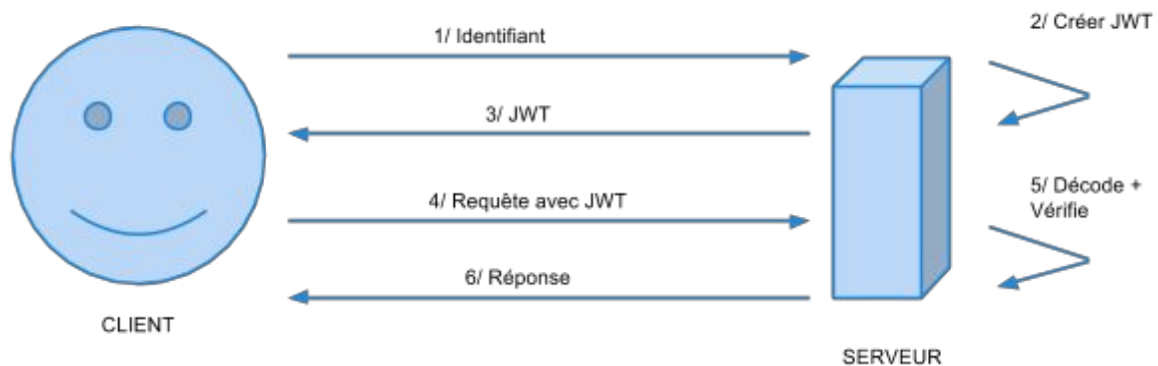 1/ Identifiant
2/ Créer JWT
3/ JWT
4/ Requête avec JWT
5/ Décode +
Vérifie
6/ Réponse
CLIENT
SERVEUR